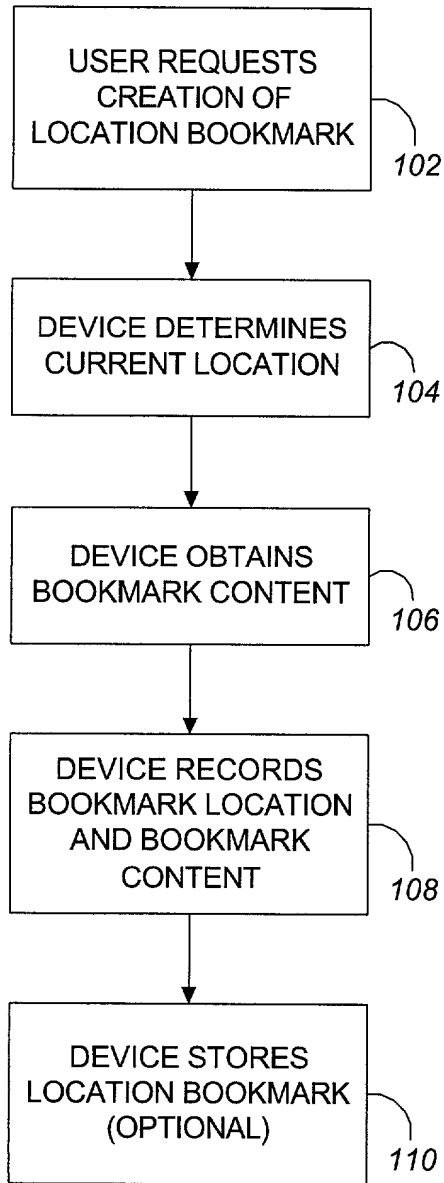 USER REQUESTS
CREATION OF
LOCATION BOOKMARK
102
DEVICE DETERMINES
CURRENT LOCATION
104
DEVICE OBTAINS
BOOKMARK CONTENT
106
DEVICE RECORDS
BOOKMARK LOCATION
AND BOOKMARK
CONTENT
108
DEVICE STORES
LOCATION BOOKMARK
(OPTIONAL)
110